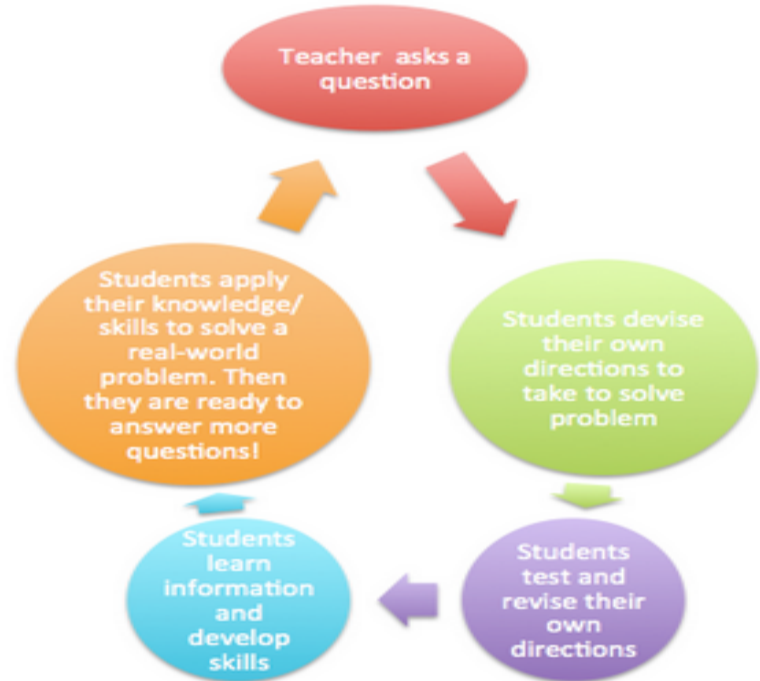 Teacher asks a
question
Students devise
their own
directions to
take to solve
problem
Students
test and
revise their
own
directions
Students
learn
information
and
develop
skills
Students apply
their knowledge/
skills to solve a
real-world
problem. Then
they are ready to
answer more
questions!